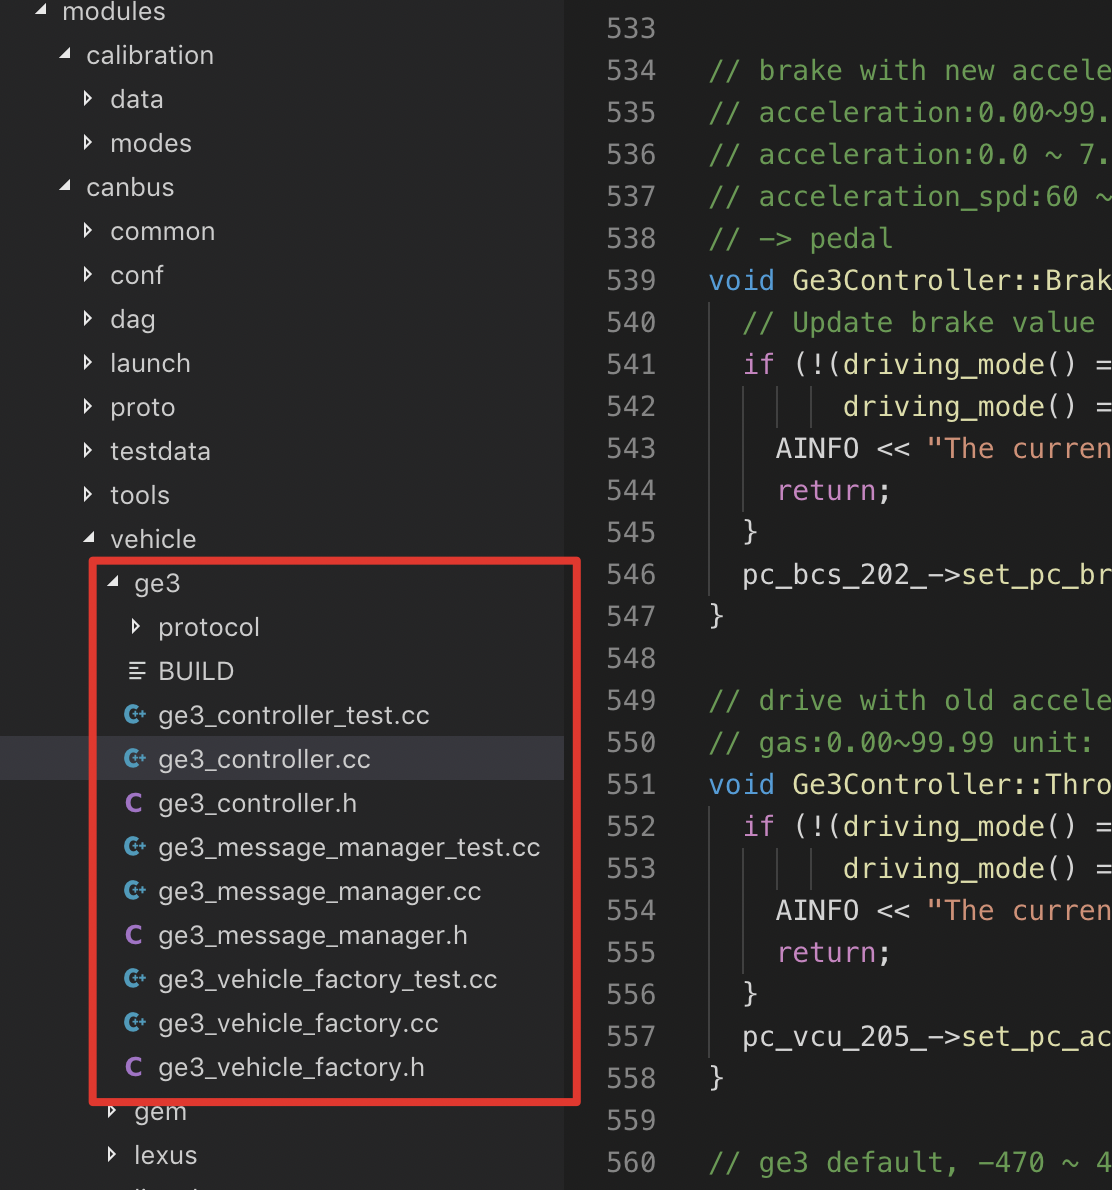 modules
calibration
data
modes
canbus
common
conf
dag
launch
proto
testdata
tools
vehicle
ge3
protocol
BUILD
ge3_controller_test.cc
ge3_controller.cc
ge3_controller.h
ge3_message_manager_test.cc
ge3_message_manager.cc
ge3_message_manager.h
ge3_vehicle_factory_test.cc
ge3_vehicle_factory.cc
ge3_vehicle_factory.h
gem
lexus
533
534 // brake with new accele
535 // acceleration:0.00~99.
536 // acceleration:0.0 ~ 7.
537 // acceleration_spd:60 ~
538 // -> pedal
539 void Ge3Controller::Brak
540 // Update brake value
541 if (!(driving_mode() =
542 driving_mode() =
543 AINFO << "The curren
544 return;
545 }
546 pc_bcs_202_->set_pc_br
547 }
548
549 // drive with old accele
550 // gas:0.00~99.99 unit:
551 void Ge3Controller::Thro
552 if (!(driving_mode() =
553 driving_mode() =
554 AINFO << "The curren
555 return;
556 }
557 pc_vcu_205_->set_pc_ac
558 }
559
560 // ge3 default, -470 ~ 4